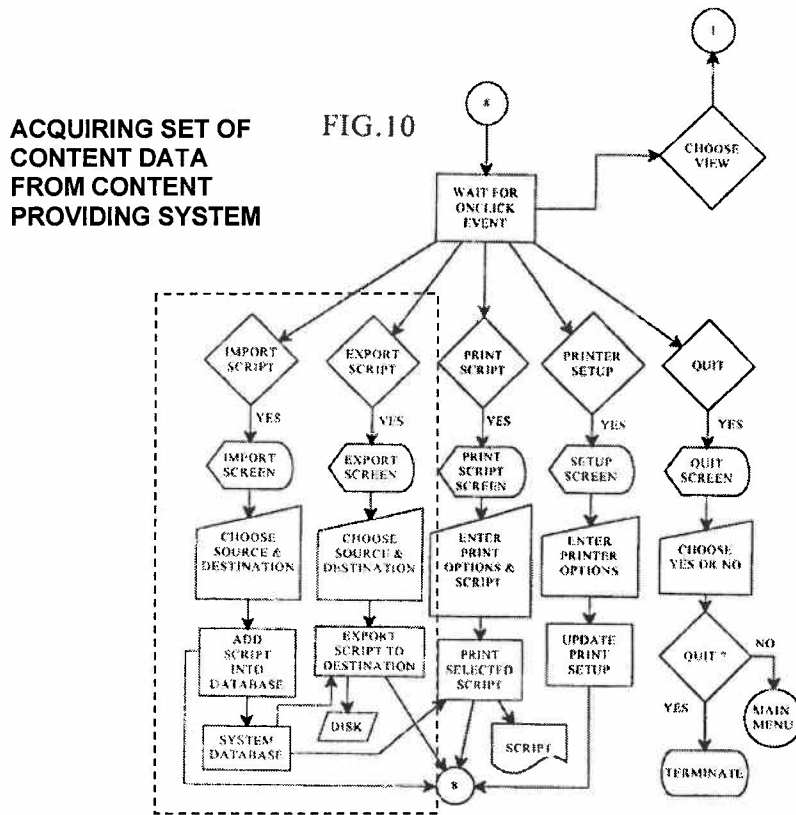 ACQUIRING SET OF
CONTENT DATA
FROM CONTENT
PROVIDING SYSTEM
FIG.10
1
CHOOSE
VIEW
WAIT FOR
ONCLICK
EVENT
IMPORT
SCRIPT
EXPORT
SCRIPT
PRINT
SCRIPT
PRINTER
SETUP
QUIT
YES
YES
YES
YES
YES
IMPORT
SCREEN
EXPORT
SCREEN
PRINT
SCRIPT
SCREEN
SETUP
SCREEN
QUIT
SCREEN
CHOOSE
SOURCE &
DESTINATION
CHOOSE
SOURCE &
DESTINATION
ENTER
PRINT
OPTIONS &
SCRIPT
ENTER
PRINTER
OPTIONS
CHOOSE
YES OR NO
ADD
SCRIPT
INTO
DATABASE
EXPORT
SCRIPT TO
DESTINATION
PRINT
SELECTED
SCRIPT
UPDATE
PRINT
SETUP
QUIT ?
NO
YES
MAIN
MENU
SYSTEM
DATABASE
DISK
SCRIPT
8
TERMINATE